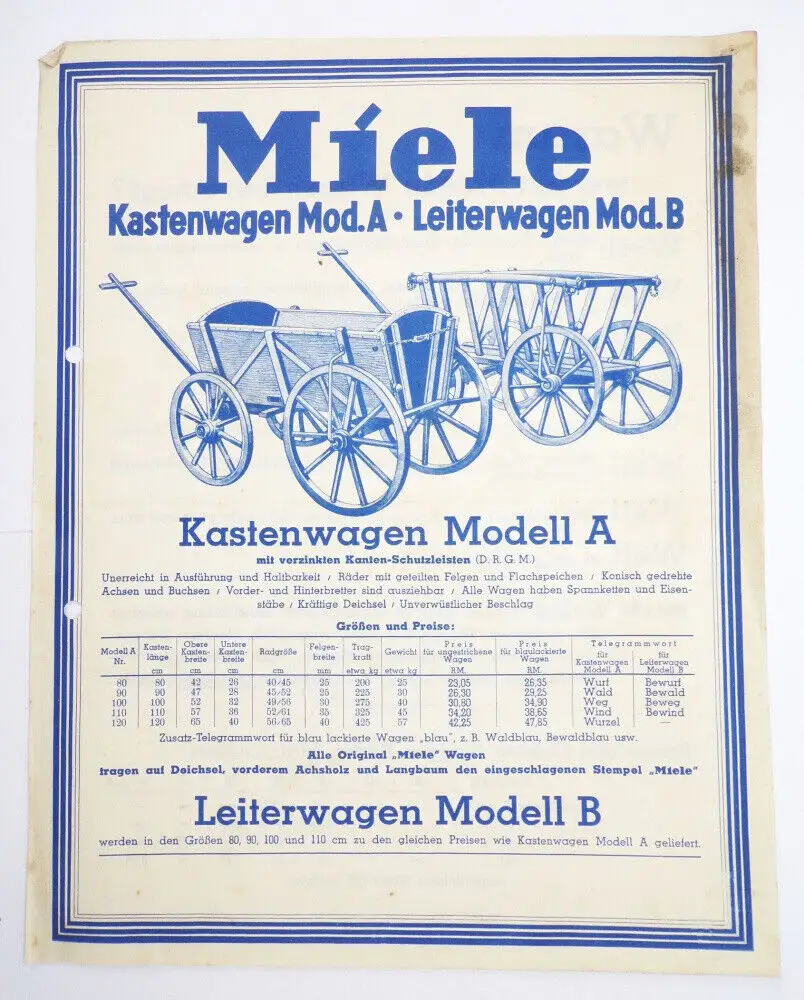 Miele
Kastenwagen Mod. A · Leiterwagen Mod. B
Kastenwagen Modell A
mit verzinkten Kanten-Schutzleisten (D. R. G. M.)
Unerreicht in Ausführung und Haltbarkeit / Räder mit geteilten Felgen und Flachspeichen / Konisch gedrehte
Achsen und Buchsen / Vorder- und Hinterbretter sind ausziehbar / Alle Wagen haben Spannketten und Eisen-
stäbe / Kräftige Deichsel / Unverwüstlicher Beschlag
Größen und Preise:
Modell A Nr. Kasten-länge cm Obere Kasten-breite cm Untere Kasten-breite cm Radgröße cm Felgen-breite mm Trag-kraft etwa kg Gewicht etwa kg Preis für ungestrichene Wagen RM. Preis für blaulackierte Wagen RM. Telegrammwort für Kastenwagen Modell A für Leiterwagen Modell B
80 80 42 26 40/45 25 200 25 23,05 26,35 Wurf Bewurf
90 90 47 28 45/52 25 225 30 26,30 29,25 Wald Bewald
100 100 52 32 49/56 30 275 40 30,80 34,90 Weg Beweg
110 110 57 36 52/61 35 325 45 34,20 38,65 Wind Bewind
120 120 65 40 56/65 40 425 57 42,25 47,85 Wurzel —
Zusatz-Telegrammwort für blau lackierte Wagen „blau", z. B. Waldblau, Bewaldblau usw.
Alle Original „Miele" Wagen
tragen auf Deichsel, vorderem Achsholz und Langbaum den eingeschlagenen Stempel „Miele"
Leiterwagen Modell B
werden in den Größen 80, 90, 100 und 110 cm zu den gleichen Preisen wie Kastenwagen Modell A geliefert.